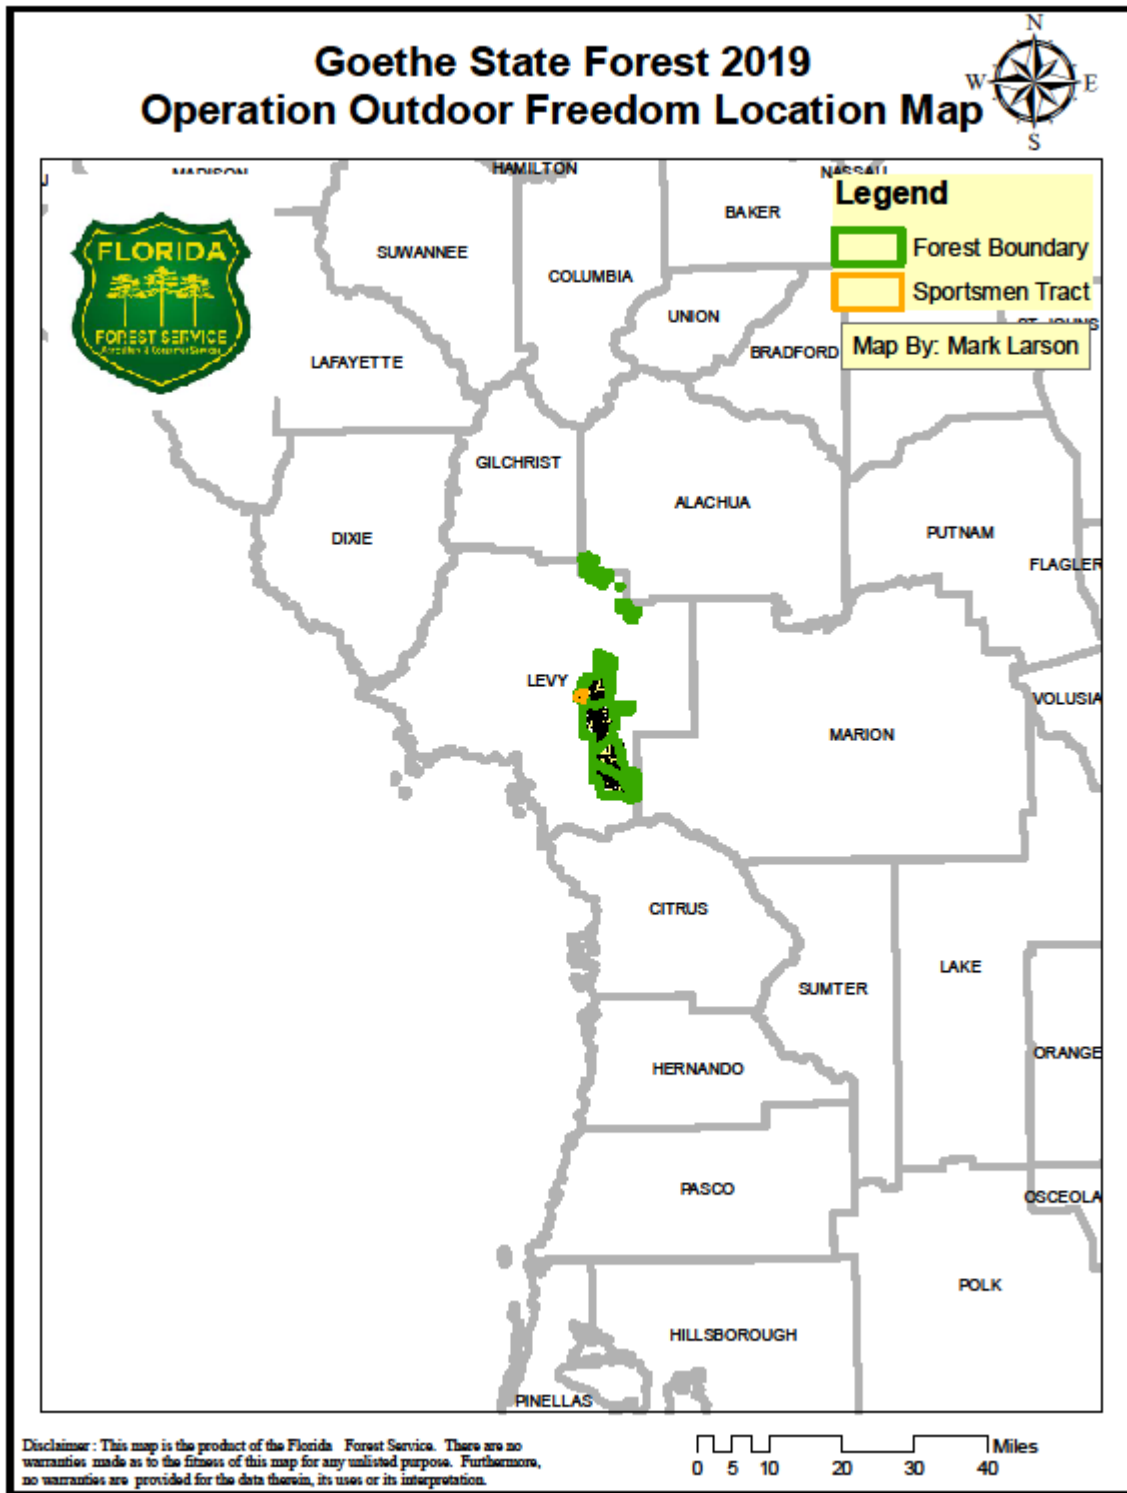 Goethe State Forest 2019
Operation Outdoor Freedom Location Map
N
W
E
S
MADISON
HAMILTON
NASSAU
Legend
Forest Boundary
Sportsmen Tract
Map By: Mark Larson
FLORIDA
FOREST SERVICE
BAKER
SUWANNEE
COLUMBIA
UNION
ST. JOHNS
BRADFORD
LAFAYETTE
GILCHRIST
ALACHUA
DIXIE
PUTNAM
FLAGLER
LEVY
VOLUSIA
MARION
CITRUS
LAKE
SUMTER
ORANGE
HERNANDO
PASCO
OSCEOLA
POLK
HILLSBOROUGH
PINELLAS
Disclaimer : This map is the product of the Florida Forest Service. There are no
warranties made as to the fitness of this map for any unlisted purpose. Furthermore,
no warranties are provided for the data therein, its uses or its interpretation.
Miles
0 5 10 20 30 40